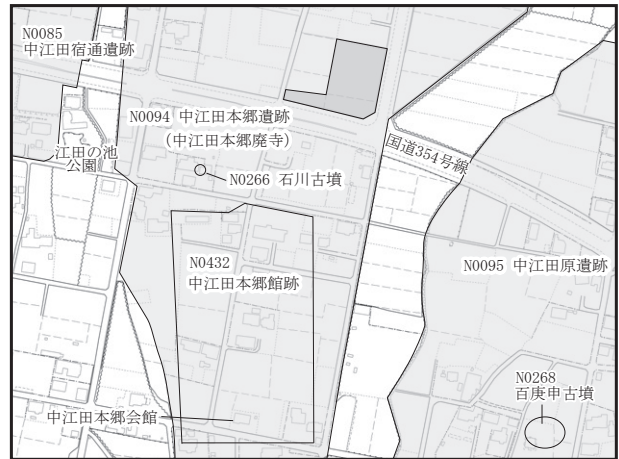 N0085
中江田宿通遺跡
N0094 中江田本郷遺跡
(中江田本郷廃寺)
江田の池
公園
国道354号線
N0266 石川古墳
N0432
中江田本郷館跡
N0095 中江田原遺跡
N0268
百庚申古墳
中江田本郷会館